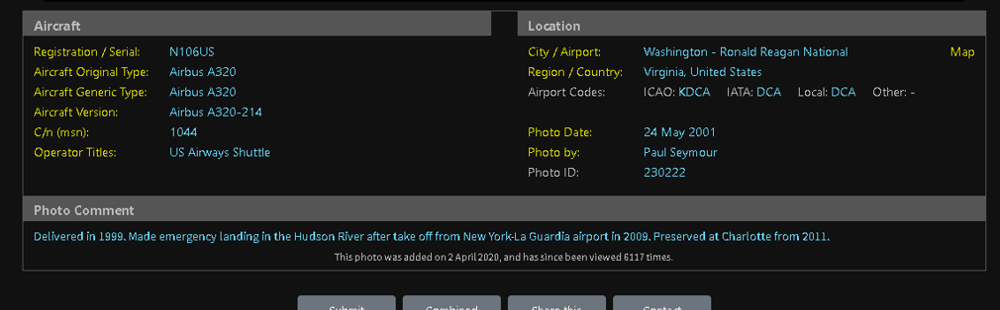 Aircraft
Registration / Serial: N106US
Aircraft Original Type: Airbus A320
Aircraft Generic Type: Airbus A320
Aircraft Version: Airbus A320-214
C/n (msn): 1044
Operator Titles: US Airways Shuttle
Location
City / Airport: Washington - Ronald Reagan National Map
Region / Country: Virginia, United States
Airport Codes: ICAO: KDCA IATA: DCA Local: DCA Other: -
Photo Date: 24 May 2001
Photo by: Paul Seymour
Photo ID: 230222
Photo Comment
Delivered in 1999. Made emergency landing in the Hudson River after take off from New York-La Guardia airport in 2009. Preserved at Charlotte from 2011.
This photo was added on 2 April 2020, and has since been viewed 6117 times.
Submit Combined Share this Contact